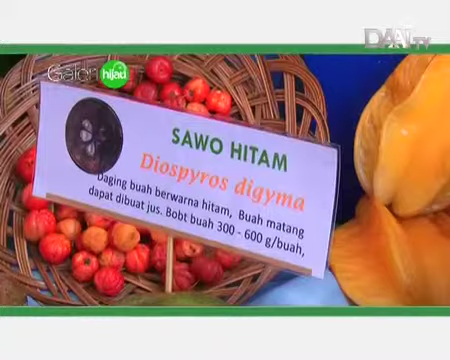 Galeri hijau
DAAI TV
SAWO HITAM
Diospyros digyma
Daging buah berwarna hitam, Buah matang
dapat dibuat jus. Bobt buah 300 - 600 g/buah,